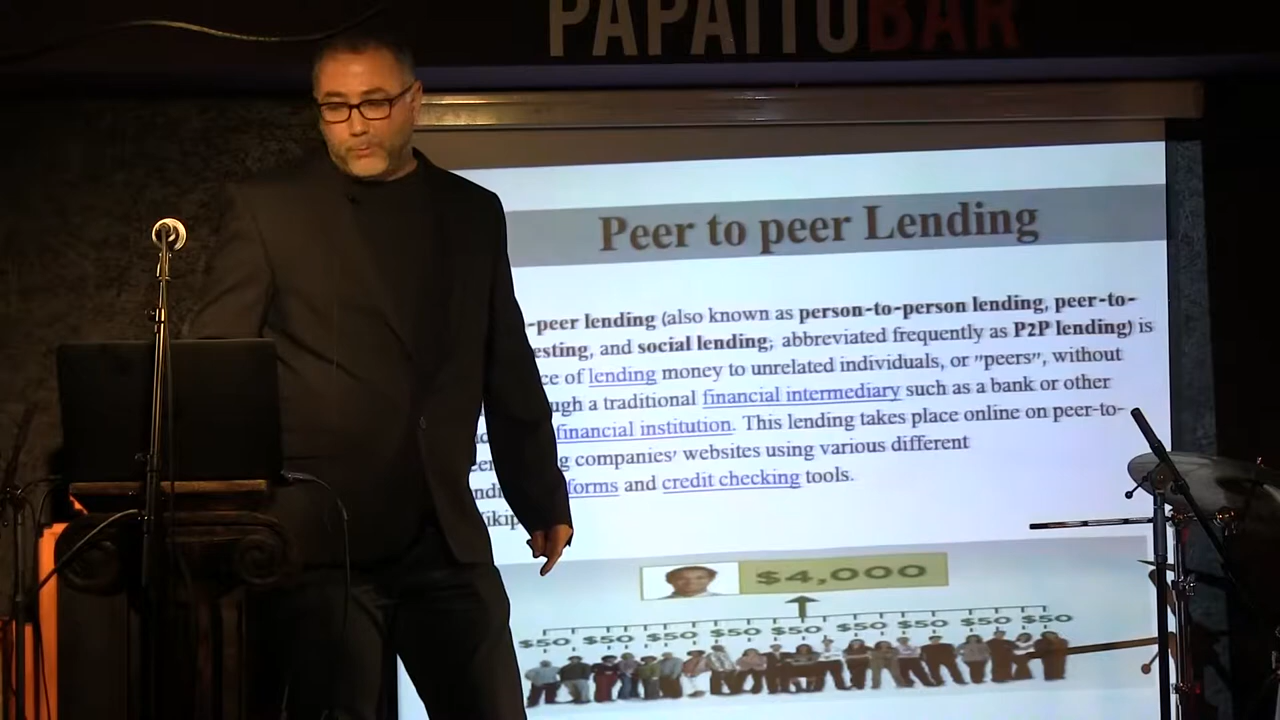 PAPAITOBAR
Peer to peer Lending
-peer lending (also known as person-to-person lending, peer-to-
esting, and social lending; abbreviated frequently as P2P lending) is
ce of lending money to unrelated individuals, or "peers", without
ugh a traditional financial intermediary such as a bank or other
financial institution. This lending takes place online on peer-to-
g companies' websites using various different
forms and credit checking tools.
$4,000
$50 $50 $50 $50 $50 $50 $50 $50 $50